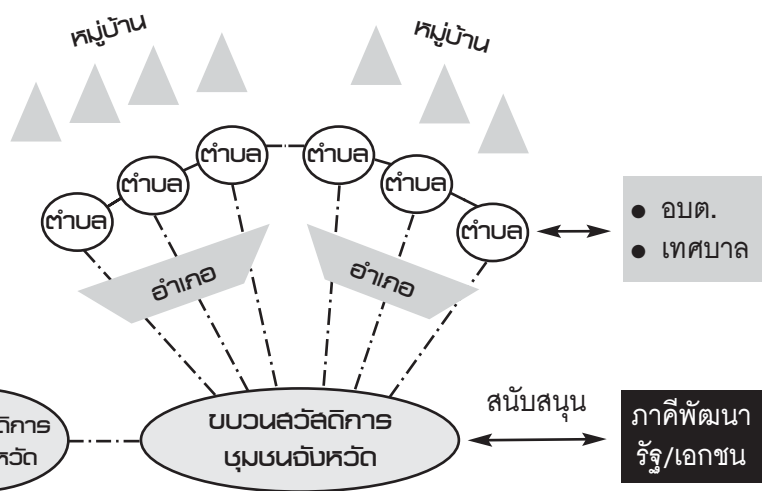 หมู่บ้าน
หมู่บ้าน
ตำบล
ตำบล
ตำบล
ตำบล
ตำบล
ตำบล
● อบต.
● เทศบาล
อำเภอ
อำเภอ
ขบวนสวัสดิการ
ชุมชนจังหวัด
สนับสนุน
ภาคีพัฒนา
รัฐ/เอกชน